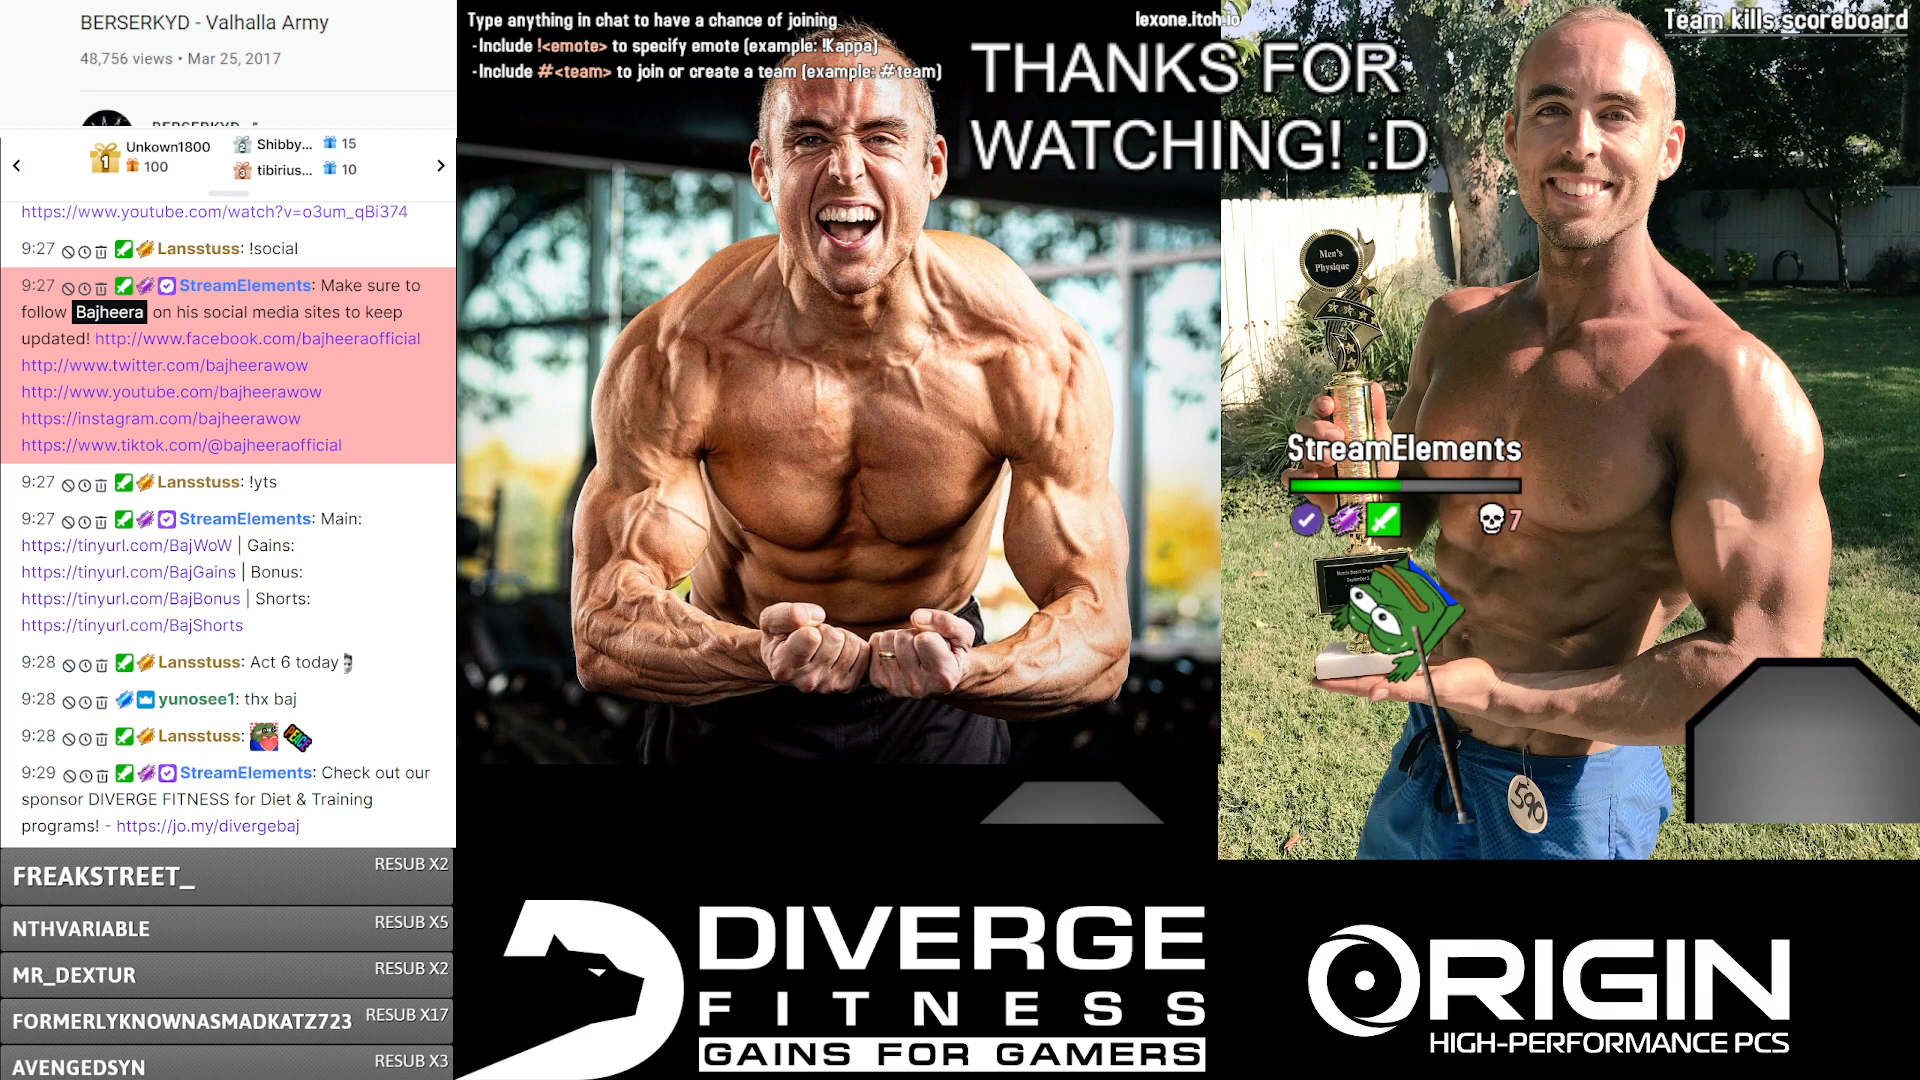 BERSERKYD - Valhalla Army
48,756 views • Mar 25, 2017
BERSERKYD
1
Unkown1800
100
2
Shibby...
15
3
tibirius...
10
https://www.youtube.com/watch?v=o3um_qBi374
9:27 Lansstuss: !social
9:27 StreamElements: Make sure to
follow Bajheera on his social media sites to keep
updated! http://www.facebook.com/bajheeraofficial
http://www.twitter.com/bajheerawow
http://www.youtube.com/bajheerawow
https://instagram.com/bajheerawow
https://www.tiktok.com/@bajheeraofficial
9:27 Lansstuss: !yts
9:27 StreamElements: Main:
https://tinyurl.com/BajWoW | Gains:
https://tinyurl.com/BajGains | Bonus:
https://tinyurl.com/BajBonus | Shorts:
https://tinyurl.com/BajShorts
9:28 Lansstuss: Act 6 today
9:28 yunosee1: thx baj
9:28 Lansstuss: PEACE
9:29 StreamElements: Check out our
sponsor DIVERGE FITNESS for Diet & Training
programs! - https://jo.my/divergebaj
FREAKSTREET_ RESUB X2
NTHVARIABLE RESUB X5
MR_DEXTUR RESUB X2
FORMERLYKNOWNASMADKATZ723 RESUB X17
AVENGEDSYN RESUB X3
Type anything in chat to have a chance of joining
-Include !<emote> to specify emote (example: !Kappa)
-Include #<team> to join or create a team (example: #team)
lexone.itch.io
THANKS FOR
WATCHING! :D
Team kills scoreboard
Men's
Physique
StreamElements
7
590
DIVERGE
FITNESS
GAINS FOR GAMERS
ORIGIN
HIGH-PERFORMANCE PCS